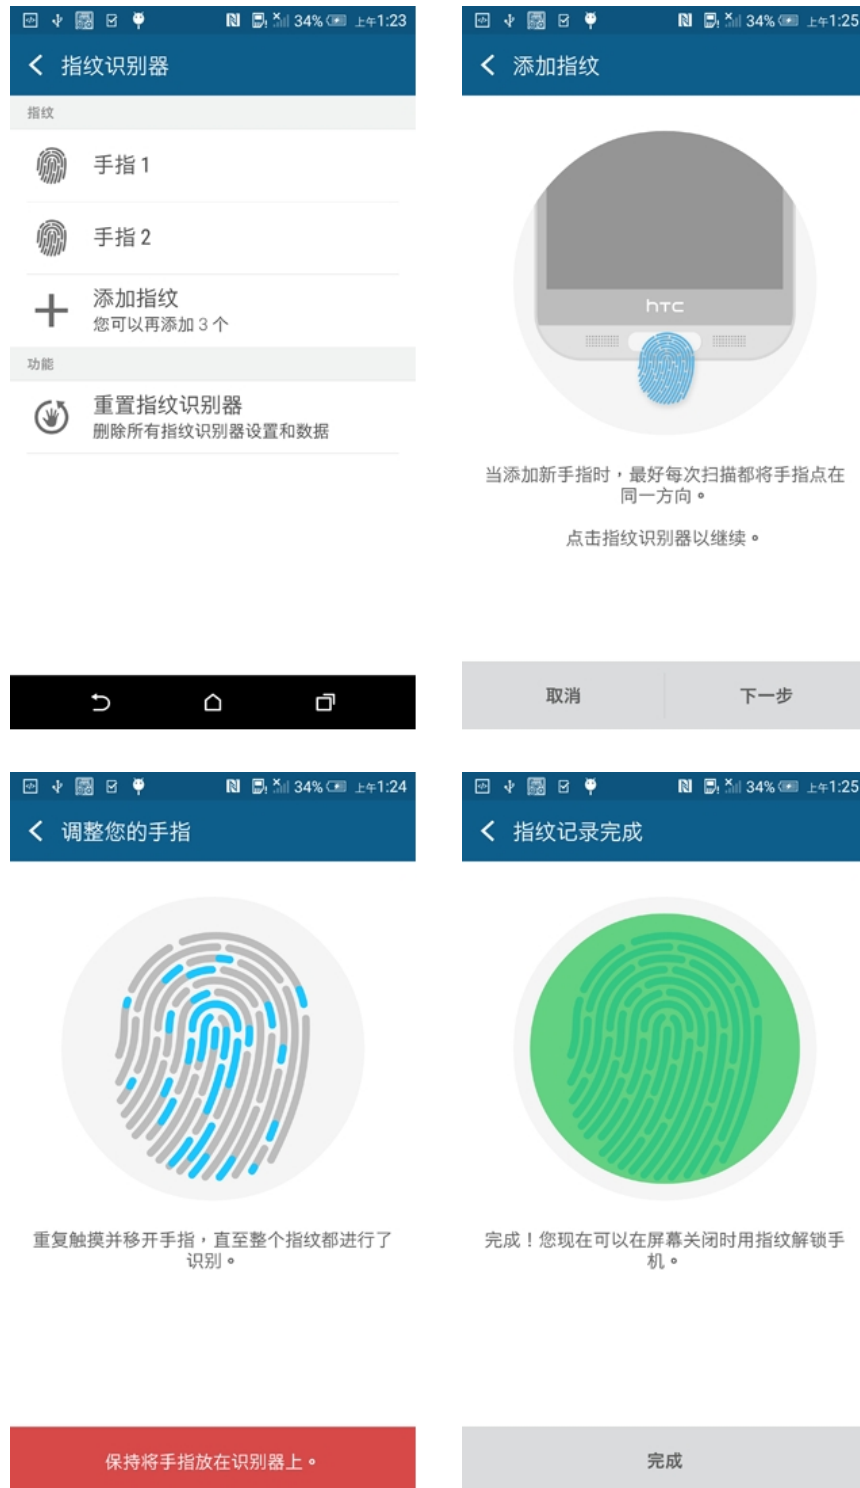 34% 上午1:23
指纹识别器
指纹
手指 1
手指 2
添加指纹
您可以再添加 3 个
功能
重置指纹识别器
删除所有指纹识别器设置和数据
34% 上午1:25
添加指纹
htc
当添加新手指时，最好每次扫描都将手指点在
同一方向。
点击指纹识别器以继续。
取消
下一步
34% 上午1:24
调整您的手指
重复触摸并移开手指，直至整个指纹都进行了
识别。
保持将手指放在识别器上。
34% 上午1:25
指纹记录完成
完成！您现在可以在屏幕关闭时用指纹解锁手
机。
完成